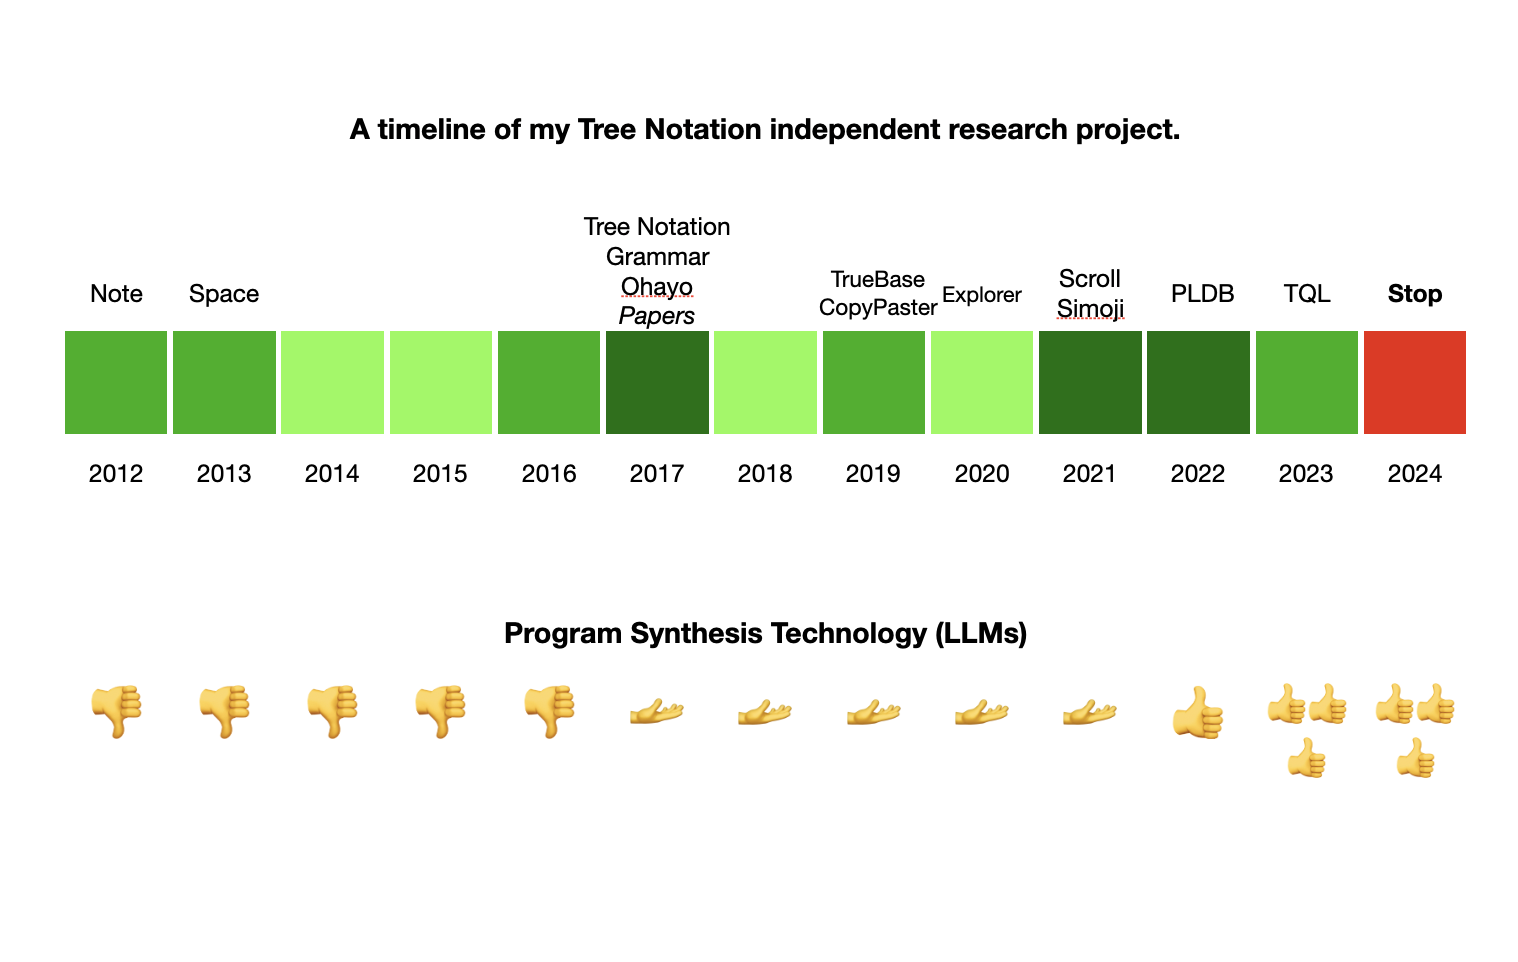 A timeline of my Tree Notation independent research project.
Note
Space
Tree Notation
Grammar
Ohayo
Papers
TrueBase
CopyPaster
Explorer
Scroll
Simoji
PLDB
TQL
Stop
2012
2013
2014
2015
2016
2017
2018
2019
2020
2021
2022
2023
2024
Program Synthesis Technology (LLMs)